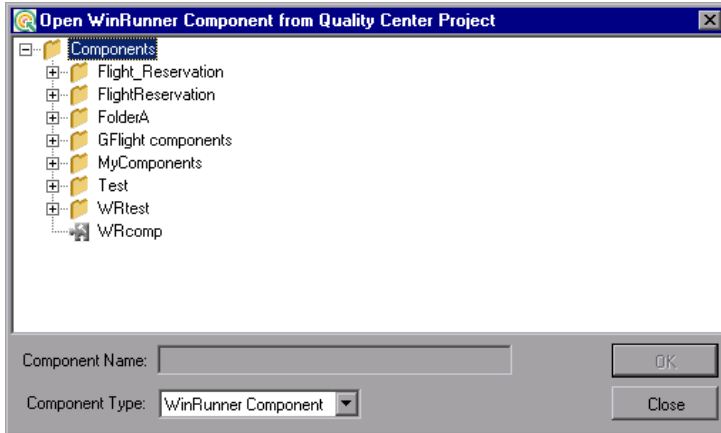 Open WinRunner Component from Quality Center Project
Components
Flight_Reservation
FlightReservation
FolderA
GFlight components
MyComponents
Test
WRtest
WRcomp
Component Name:
OK
Component Type: WinRunner Component
Close